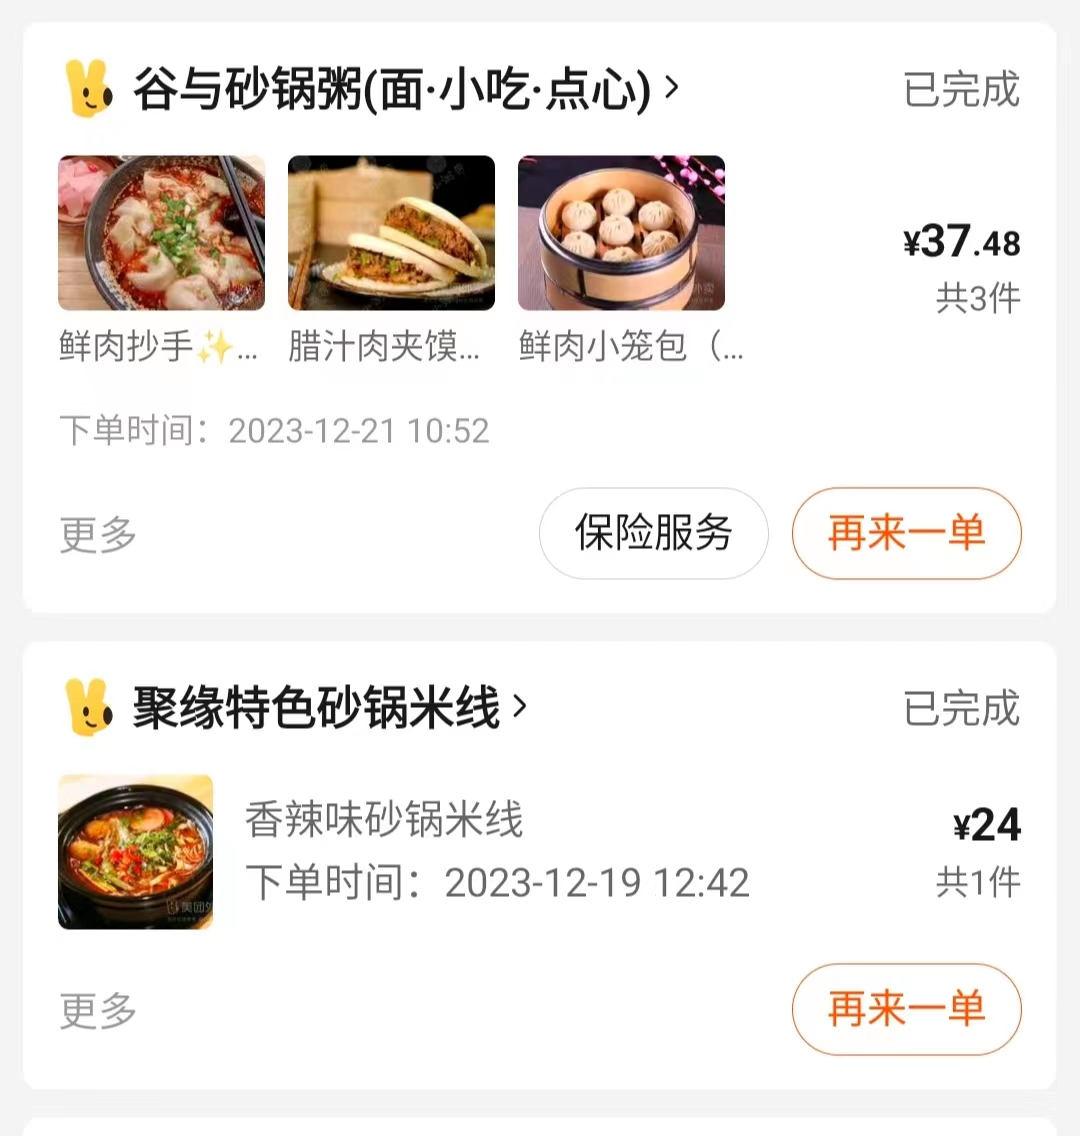 谷与砂锅粥(面·小吃·点心)
已完成
鲜肉抄手✨...
腊汁肉夹馍...
鲜肉小笼包（...
¥37.48
共3件
下单时间：2023-12-21 10:52
更多
保险服务
再来一单
聚缘特色砂锅米线
已完成
香辣味砂锅米线
¥24
下单时间：2023-12-19 12:42
共1件
更多
再来一单